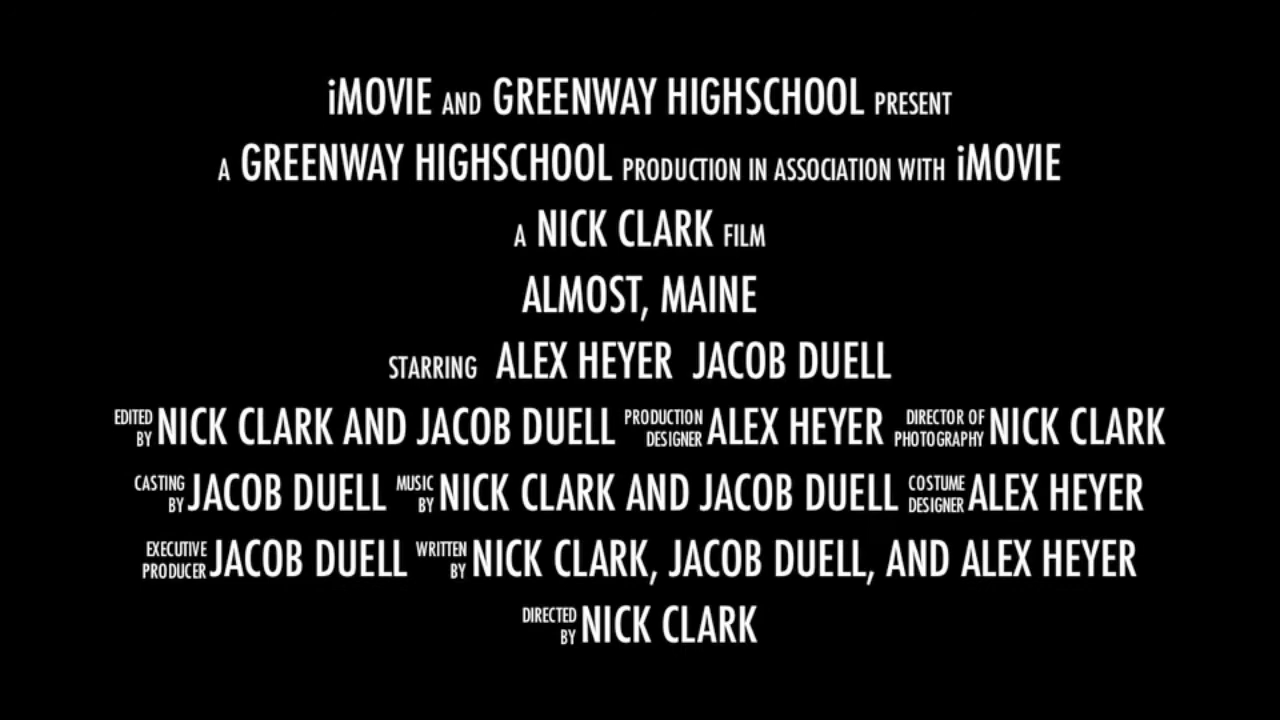 iMOVIE AND GREENWAY HIGHSCHOOL PRESENT
A GREENWAY HIGHSCHOOL PRODUCTION IN ASSOCIATION WITH iMOVIE
A NICK CLARK FILM
ALMOST, MAINE
STARRING ALEX HEYER JACOB DUELL
EDITED BY NICK CLARK AND JACOB DUELL PRODUCTION DESIGNER ALEX HEYER DIRECTOR OF PHOTOGRAPHY NICK CLARK
CASTING BY JACOB DUELL MUSIC BY NICK CLARK AND JACOB DUELL COSTUME DESIGNER ALEX HEYER
EXECUTIVE PRODUCER JACOB DUELL WRITTEN BY NICK CLARK, JACOB DUELL, AND ALEX HEYER
DIRECTED BY NICK CLARK